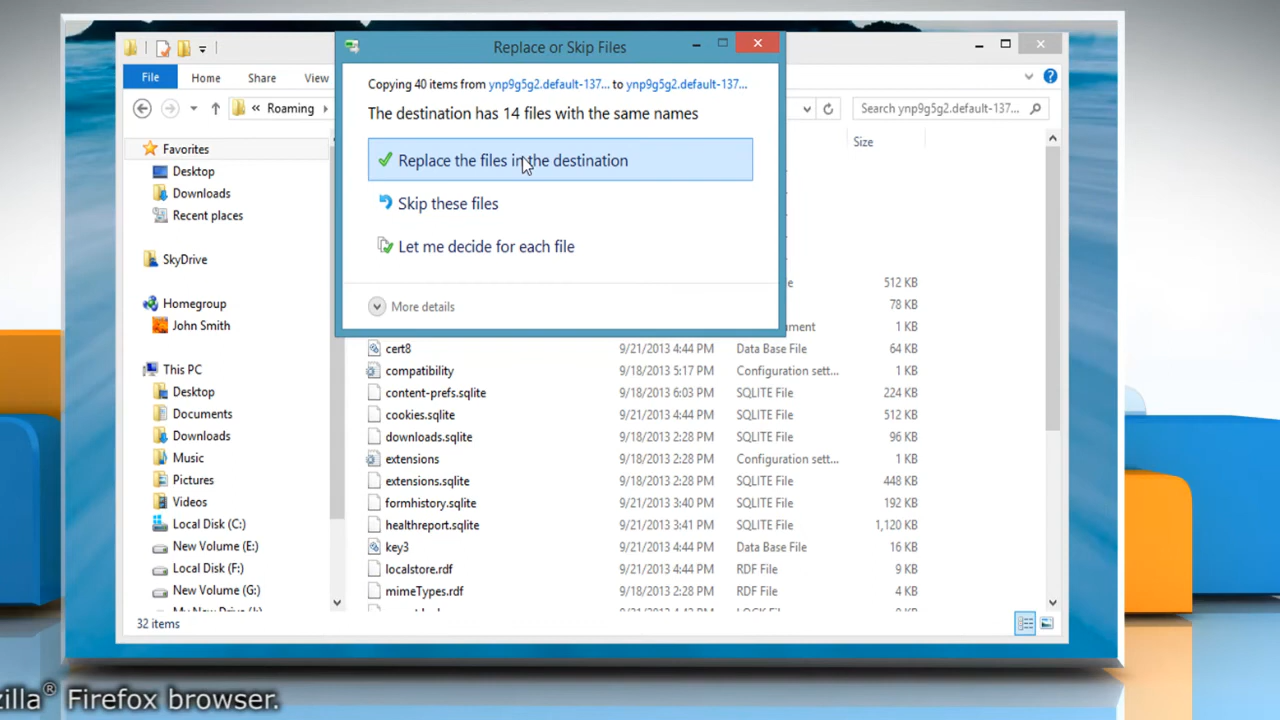 Replace or Skip Files
Copying 40 items from ynp9g5g2.default-137... to ynp9g5g2.default-137...
The destination has 14 files with the same names
Replace the files in the destination
Skip these files
Let me decide for each file
More details
File Home Share View
« Roaming
Search ynp9g5g2.default-137...
Size
Favorites
Desktop
Downloads
Recent places
SkyDrive
Homegroup
John Smith
This PC
Desktop
Documents
Downloads
Music
Pictures
Videos
Local Disk (C:)
New Volume (E:)
Local Disk (F:)
New Volume (G:)
512 KB
78 KB
1 KB
cert8 9/21/2013 4:44 PM Data Base File 64 KB
compatibility 9/18/2013 5:17 PM Configuration sett... 1 KB
content-prefs.sqlite 9/18/2013 6:03 PM SQLITE File 224 KB
cookies.sqlite 9/21/2013 4:44 PM SQLITE File 512 KB
downloads.sqlite 9/18/2013 2:28 PM SQLITE File 96 KB
extensions 9/18/2013 2:28 PM Configuration sett... 1 KB
extensions.sqlite 9/18/2013 2:28 PM SQLITE File 448 KB
formhistory.sqlite 9/21/2013 3:40 PM SQLITE File 192 KB
healthreport.sqlite 9/21/2013 3:41 PM SQLITE File 1,120 KB
key3 9/21/2013 4:44 PM Data Base File 16 KB
localstore.rdf 9/21/2013 4:44 PM RDF File 9 KB
mimeTypes.rdf 9/18/2013 2:28 PM RDF File 4 KB
32 items
zilla® Firefox browser.